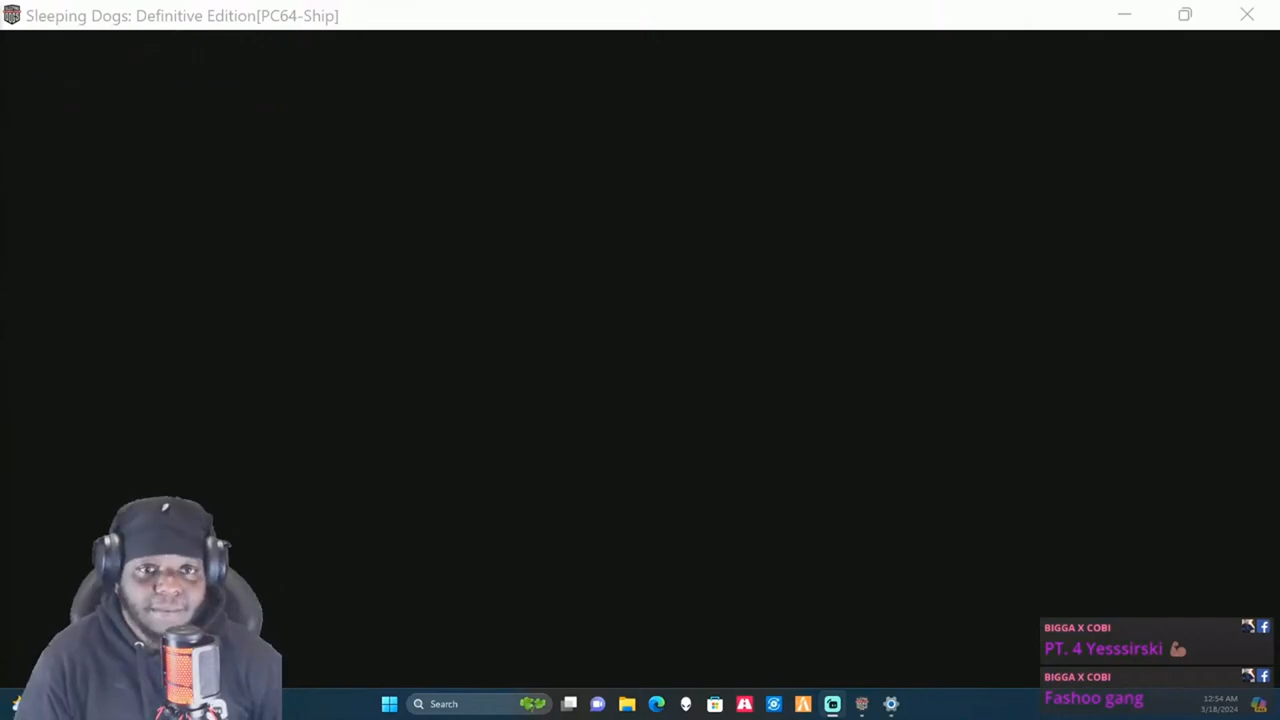 Sleeping Dogs: Definitive Edition[PC64-Ship]
BIGGA X COBI
PT. 4 Yesssirski 💪🏾
BIGGA X COBI
Fashoo gang
Search
12:54 AM
3/18/2024